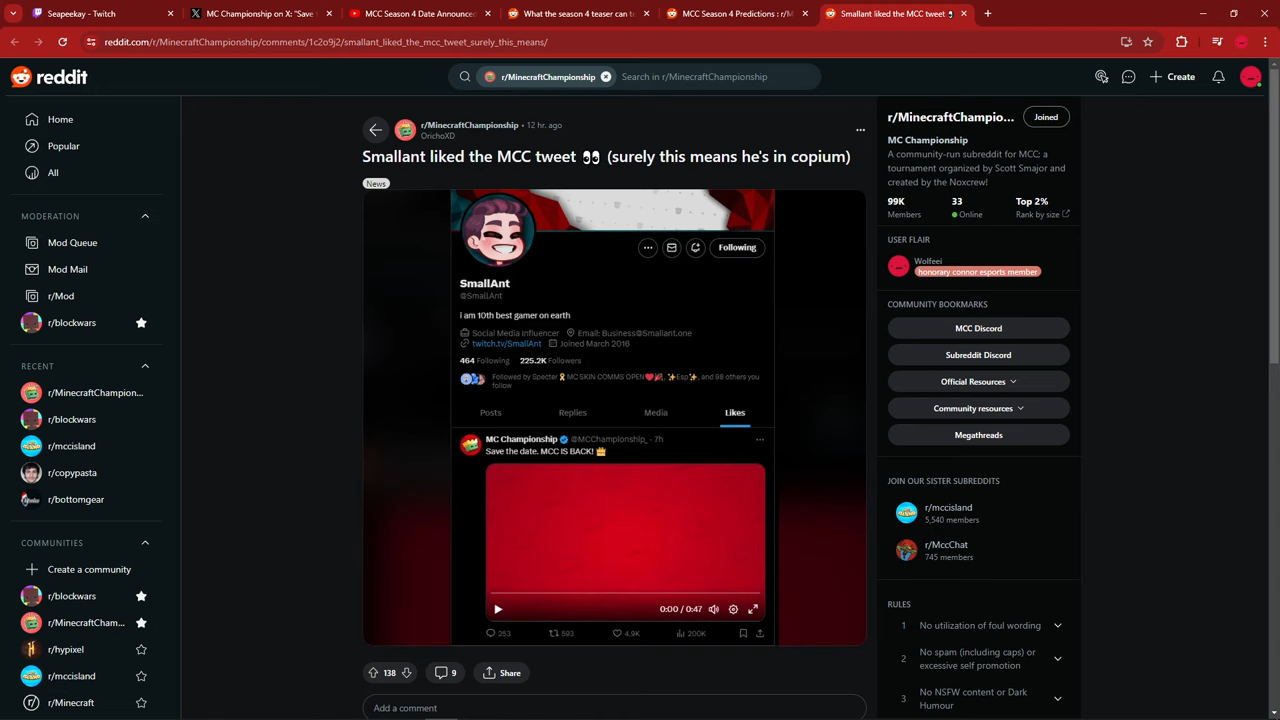 Seapeekay - Twitch
MC Championship on X: "Save
MCC Season 4 Date Announced
What the season 4 teaser can te
MCC Season 4 Predictions : r/M
Smallant liked the MCC tweet
reddit.com/r/MinecraftChampionship/comments/1c2o9j2/smallant_liked_the_mcc_tweet_surely_this_means/
reddit
r/MinecraftChampionship
Search in r/MinecraftChampionship
Create
Home
Popular
All
MODERATION
Mod Queue
Mod Mail
r/Mod
r/blockwars
RECENT
r/MinecraftChampion...
r/blockwars
r/mccisland
r/copypasta
r/bottomgear
COMMUNITIES
Create a community
r/blockwars
r/MinecraftCham...
r/hypixel
r/mccisland
r/Minecraft
r/MinecraftChampionship • 12 hr. ago
OrichoXD
Smallant liked the MCC tweet 👀 (surely this means he's in copium)
News
Following
SmallAnt
@SmallAnt
i am 10th best gamer on earth
Social Media Influencer Email: Business@Smallant.one
twitch.tv/SmallAnt Joined March 2016
464 Following 225.2K Followers
Followed by Specter🎗MC SKIN COMMS OPEN❤️🎉, ✨Esp✨, and 98 others you
follow
Posts Replies Media Likes
MC Championship @MCChampionship_ · 7h
Save the date. MCC IS BACK! 👑
0:00 / 0:47
253 593 4.9K 200K
138
9
Share
Add a comment
r/MinecraftChampio...
Joined
MC Championship
A community-run subreddit for MCC; a
tournament organized by Scott Smajor and
created by the Noxcrew!
99K 33 Top 2%
Members Online Rank by size
USER FLAIR
Wolfeei
honorary connor esports member
COMMUNITY BOOKMARKS
MCC Discord
Subreddit Discord
Official Resources
Community resources
Megathreads
JOIN OUR SISTER SUBREDDITS
r/mccisland
5,540 members
r/MccChat
745 members
RULES
1 No utilization of foul wording
2 No spam (including caps) or
excessive self promotion
3 No NSFW content or Dark
Humour